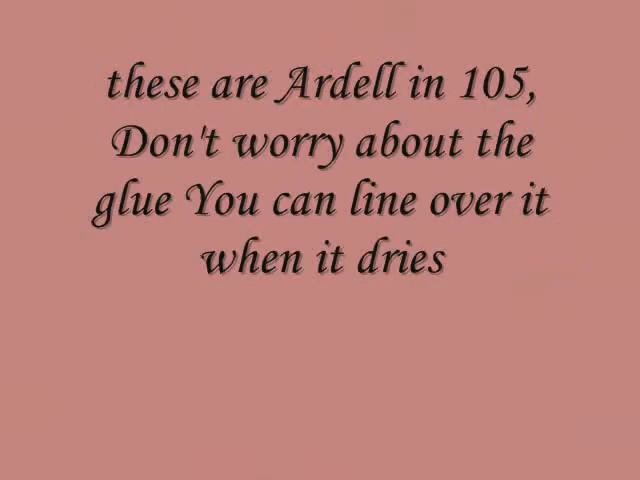 these are Ardell in 105,
Don't worry about the
glue You can line over it
when it dries